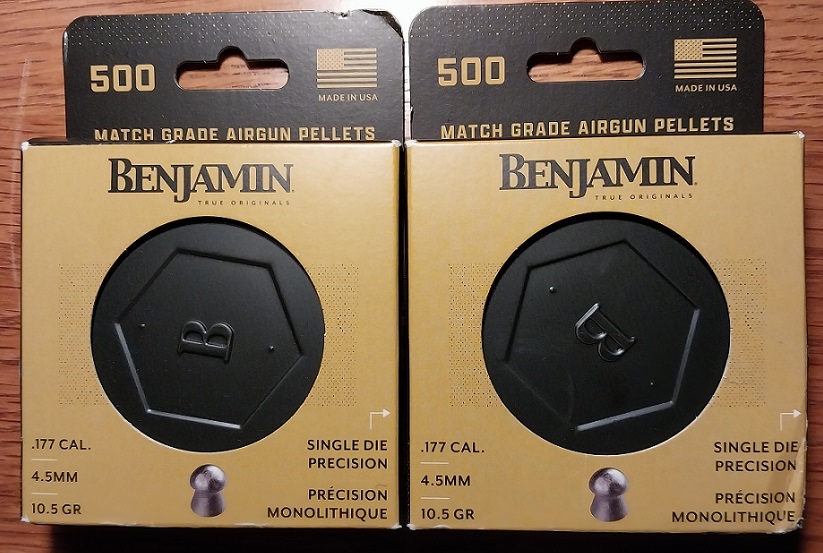 500
MADE IN USA
MATCH GRADE AIRGUN PELLETS
BENJAMIN
TRUE ORIGINALS
B
.177 CAL.
4.5MM
10.5 GR
SINGLE DIE
PRECISION
PRÉCISION
MONOLITHIQUE
500
MADE IN USA
MATCH GRADE AIRGUN PELLETS
BENJAMIN
TRUE ORIGINALS
B
.177 CAL.
4.5MM
10.5 GR
SINGLE DIE
PRECISION
PRÉCISION
MONOLITHIQUE